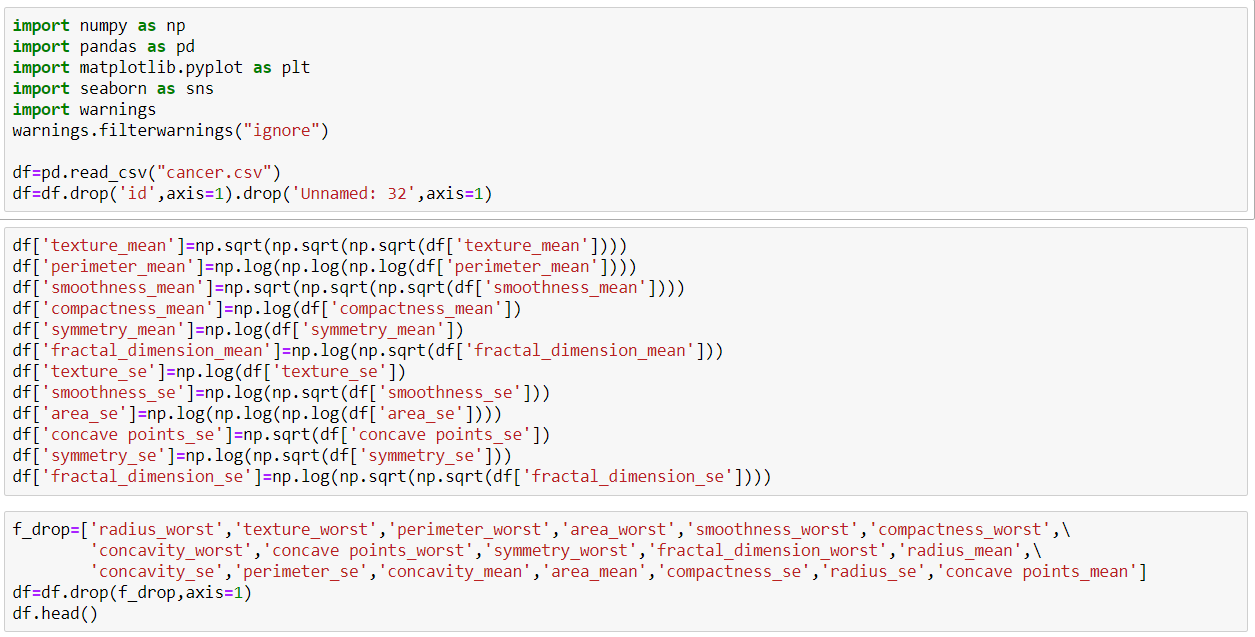 import numpy as np
import pandas as pd
import matplotlib.pyplot as plt
import seaborn as sns
import warnings
warnings.filterwarnings("ignore")

df=pd.read_csv("cancer.csv")
df=df.drop('id',axis=1).drop('Unnamed: 32',axis=1)
df['texture_mean']=np.sqrt(np.sqrt(np.sqrt(df['texture_mean'])))
df['perimeter_mean']=np.log(np.log(np.log(df['perimeter_mean'])))
df['smoothness_mean']=np.sqrt(np.sqrt(np.sqrt(df['smoothness_mean'])))
df['compactness_mean']=np.log(df['compactness_mean'])
df['symmetry_mean']=np.log(df['symmetry_mean'])
df['fractal_dimension_mean']=np.log(np.sqrt(df['fractal_dimension_mean']))
df['texture_se']=np.log(df['texture_se'])
df['smoothness_se']=np.log(np.sqrt(df['smoothness_se']))
df['area_se']=np.log(np.log(np.log(df['area_se'])))
df['concave points_se']=np.sqrt(df['concave points_se'])
df['symmetry_se']=np.log(np.sqrt(df['symmetry_se']))
df['fractal_dimension_se']=np.log(np.sqrt(np.sqrt(df['fractal_dimension_se'])))
f_drop=['radius_worst','texture_worst','perimeter_worst','area_worst','smoothness_worst','compactness_worst',\
        'concavity_worst','concave points_worst','symmetry_worst','fractal_dimension_worst','radius_mean',\
        'concavity_se','perimeter_se','concavity_mean','area_mean','compactness_se','radius_se','concave points_mean']
df=df.drop(f_drop,axis=1)
df.head()